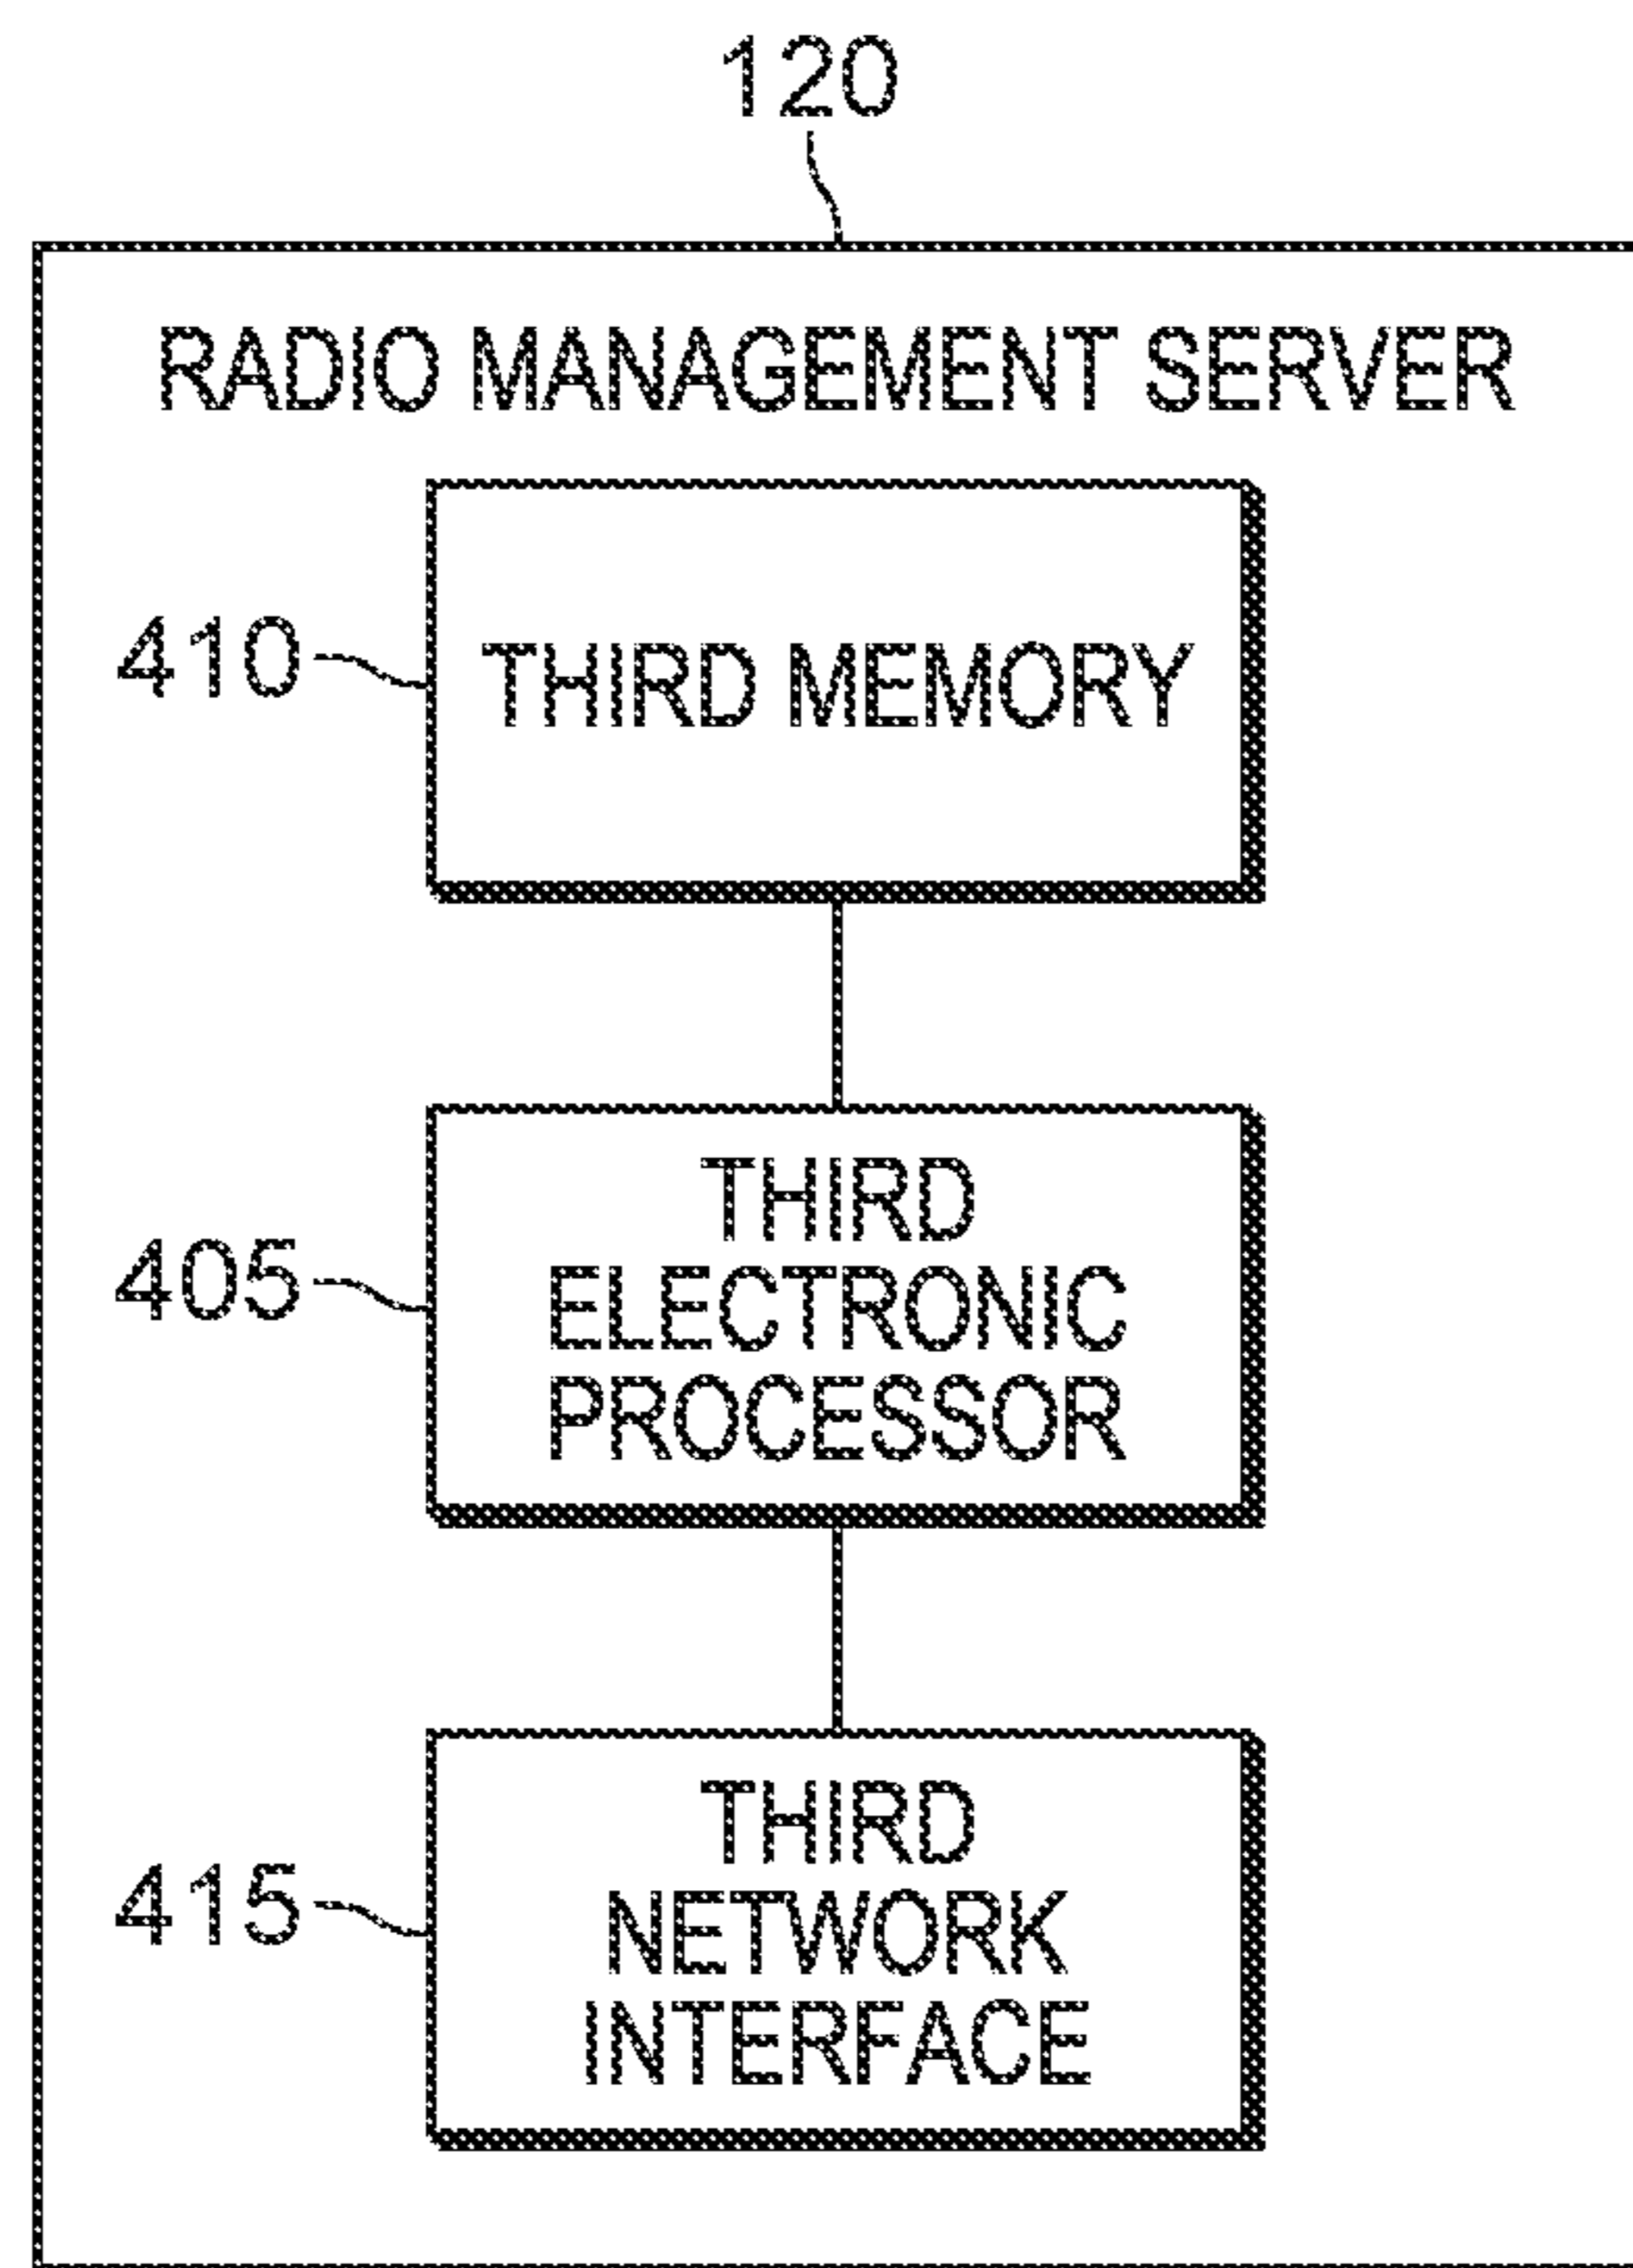 120
RADIO MANAGEMENT SERVER
410
THIRD MEMORY
405
THIRD
ELECTRONIC
PROCESSOR
415
THIRD
NETWORK
INTERFACE